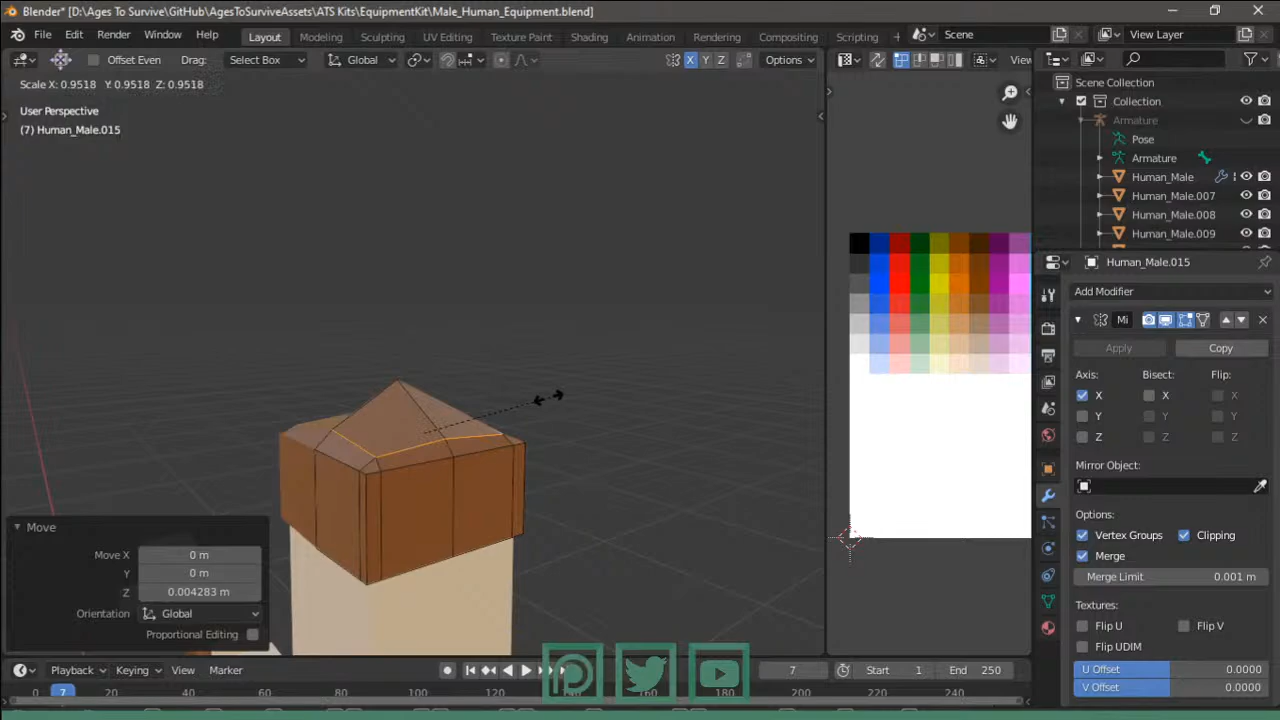 Blender* [D:\Ages To Survive\GitHub\AgesToSurviveAssets\ATS Kits\EquipmentKit\Male_Human_Equipment.blend]
File Edit Render Window Help Layout Modeling Sculpting UV Editing Texture Paint Shading Animation Rendering Compositing Scripting Scene View Layer
Offset Even Drag: Select Box Global X Y Z Options View
Scale X: 0.9518 Y: 0.9518 Z: 0.9518
User Perspective
(7) Human_Male.015
Scene Collection
Collection
Armature
Pose
Armature
Human_Male
Human_Male.007
Human_Male.008
Human_Male.009
Human_Male.015
Add Modifier
Mi
Apply Copy
Axis: Bisect: Flip:
X X X
Y Y Y
Z Z Z
Mirror Object:
Options:
Vertex Groups Clipping
Merge
Merge Limit 0.001 m
Textures:
Flip U Flip V
Flip UDIM
U Offset 0.0000
V Offset 0.0000
Move
Move X 0 m
Y 0 m
Z 0.004283 m
Orientation Global
Proportional Editing
Playback Keying View Marker 7 Start 1 End 250
0 7 20 40 60 80 100 120 140 160 180 200 220 240